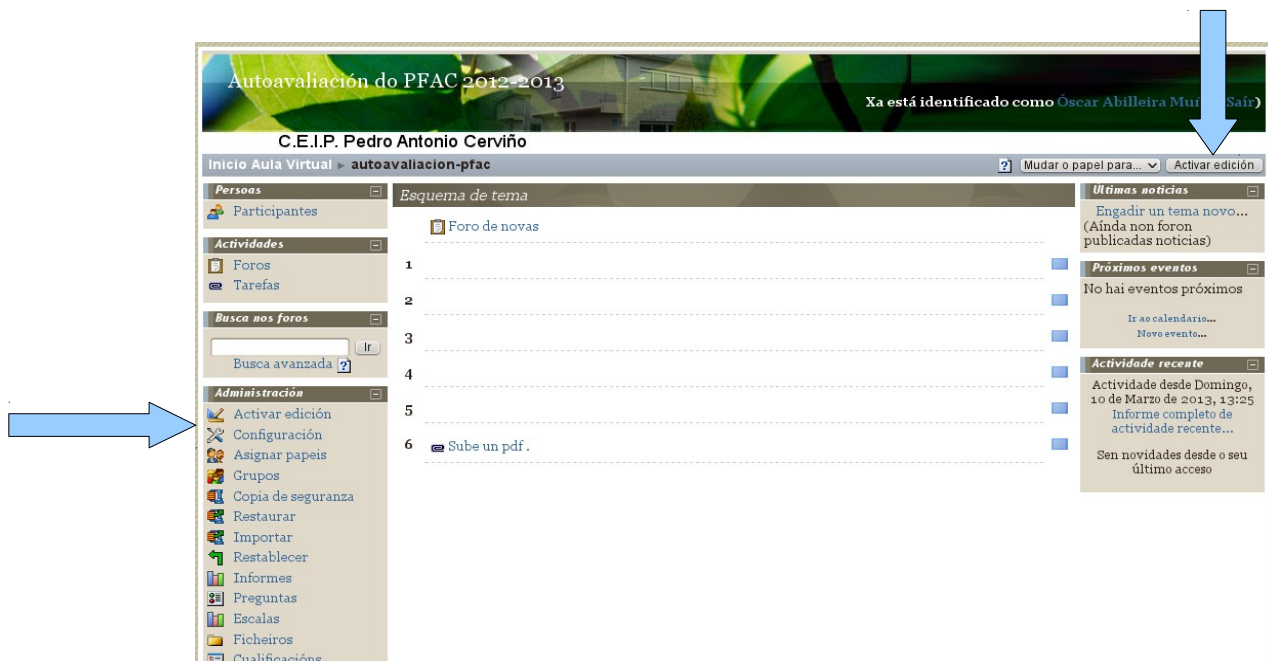 Autoavaliación do PFAC 2012-2013
Xa está identificado como Óscar Abilleira Saír)
C.E.I.P. Pedro Antonio Cerviño
Inicio Aula Virtual ► autoavaliacion-pfac
Mudar o papel para...
Activar edición
Persoas
Participantes
Actividades
Foros
Tarefas
Busca nos foros
Ir
Busca avanzada
Administración
Activar edición
Configuración
Asignar papeis
Grupos
Copia de seguranza
Restaurar
Importar
Restablecer
Informes
Preguntas
Escalas
Ficheiros
Cualificacións
Esquema de tema
Foro de novas
1
2
3
4
5
6 Sube un pdf .
Ultimas noticias
Engadir un tema novo...
(Aínda non foron
publicadas noticias)
Próximos eventos
No hai eventos próximos
Ir ao calendario...
Novo evento...
Actividade recente
Actividade desde Domingo,
10 de Marzo de 2013, 13:25
Informe completo de
actividade recente...
Sen novidades desde o seu
último acceso